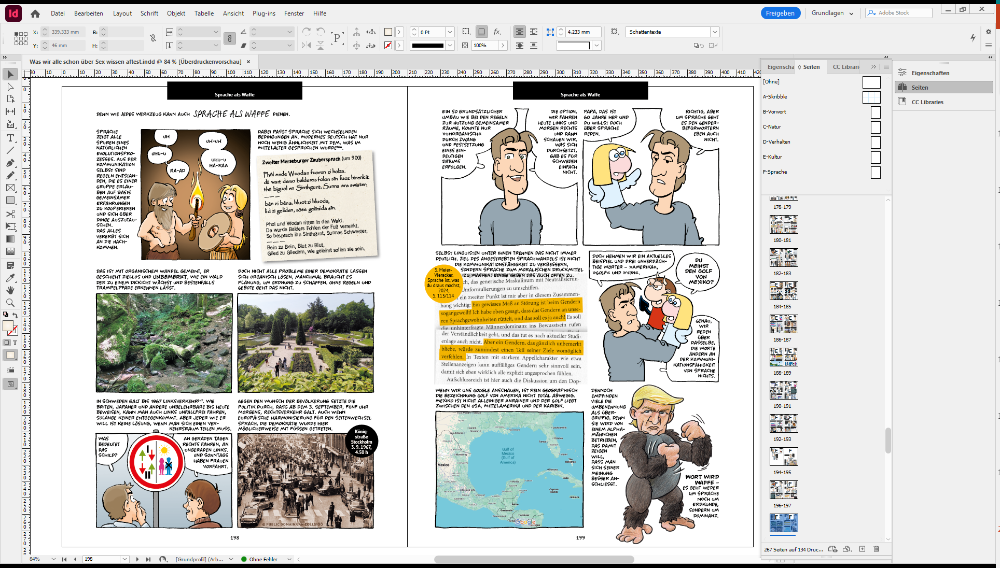 Datei Bearbeiten Layout Schrift Objekt Tabelle Ansicht Plug-ins Fenster Hilfe
Freigeben
Grundlagen
Adobe Stock
X: 339,333 mm
Y: 46 mm
B:
H:
0 Pt
100%
4,233 mm
Schattentexte
Was wir alle schon über Sex wissen aftest.indd @ 84 % [Überdruckenvorschau]
Sprache als Waffe
DENN WIE JEDES WERKZEUG KANN AUCH SPRACHE ALS WAFFE DIENEN.
SPRACHE
ZEIGT ALLE
SPUREN EINES
NATÜRLICHEN
EVOLUTIONSPRO-
ZESSES. AUS DER
KOMMUNIKATION
SELBST SIND
REGELN ENTSTAN-
DEN, DIE ES EINER
GRUPPE ERLAU-
BEN AUF BASIS
GEMEINSAMER
ERFAHRUNGEN
ZU KOOPERIEREN
UND SICH ÜBER
DINGE AUSZUTAU-
SCHEN.
DAS ALLES
VERERBT SICH
AN DIE NACH-
KOMMEN.
UH
UHU-U
RA-AD
UH-UH
UHU-U
HA-RAA
DABEI PASST SPRACHE SICH WECHSELNDEN
BEDINGUNGEN AN. MODERNES DEUTSCH HAT NUR
NOCH WENIG ÄHNLICHKEIT MIT DEM, WAS IM
MITTELALTER GESPROCHEN WURDE
Zweiter Merseburger Zauberspruch (um 900)
Phôl ende Wuodan fuorun zi holza.
dû wart demo balderes folon sîn fuoz birenkit.
thû biguol en Sinthgunt, Sunna era swister;
– – –
bên zi bêna, bluot zi bluoda,
lid zi geliden, sôse gelîmida sîn.
Phol und Wodan ritten in den Wald.
Da wurde Balders Fohlen der Fuß verrenkt.
So besprach ihn Sinthgunt, Sunnas Schwester;
– – –
Bein zu Bein, Blut zu Blut,
Glied zu Gliedern, wie geleimt sollen sie sein.
DAS IST MIT ORGANISCHEM WANDEL GEMEINT, ER
GESCHIEHT ZIELLOS UND UNBEMERKT, WIE EIN WALD
DER ZU EINEM DICKICHT WÄCHST UND BESTENFALLS
TRAMPELPFADE ERKENNEN LÄSST.
DOCH NICHT ALLE PROBLEME EINER DEMOKRATIE LASSEN
SICH ORGANISCH LÖSEN, MANCHMAL BRAUCHT ES
PLANUNG, UM ORDNUNG ZU SCHAFFEN. OHNE REGELN UND
GEBOTE GEHT DAS NICHT.
IN SCHWEDEN GALT BIS 1967 LINKSVERKEHR, WIE
BRITEN, JAPANER UND ANDERE UNBELEHRBARE BIS HEUTE
BEWEISEN, KANN MAN AUCH LINKS UNFALLFREI FAHREN,
SOLANGE KEINER ENTGEGENKOMMT. ABER JEDER WIE ER
WILL IST KEINE LÖSUNG, WENN MAN SICH EINEN VER-
KEHRSRAUM TEILEN MUSS.
GEGEN DEN WUNSCH DER BEVÖLKERUNG SETZTE DIE
POLITIK DURCH, DASS AB DEM 3. SEPTEMBER, FÜNF UHR
MORGENS, RECHTSVERKEHR GALT. AUCH WENN
EUROPÄISCHE HARMONISIERUNG FÜR DEN SEITENWECHSEL
SPRACH, DIE DEMOKRATIE WURDE HIER
MÖGLICHERWEISE MIT FÜSSEN GETRETEN.
WAS
BEDEUTET
DAS
SCHILD?
AN GERADEN TAGEN
RECHTS FAHREN, AN
UNGERADEN LINKS.
UND SONNTAGS
HABEN FRAUEN
VORFAHRT.
König-
straße
Stockholm
3. 9. 1967,
4.50 h
© PUBLIC DOMAIN/JAN COLLSIÖÖ
198
Sprache als Waffe
EIN SO GRUNDSÄTZLICHER
UMBAU WIE BEI DEN REGELN
ZUR NUTZUNG GEMEINSAMER
RÄUME, KONNTE NUR
»UNORGANISCH«
DURCH ZWANG
UND FESTSETZUNG
EINES EIN-
DEUTIGEN
DATUMS
ERFOLGEN.
DIE OPTION,
WIR FAHREN
HEUTE LINKS UND
MORGEN RECHTS
UND DANN
SCHAUEN WIR,
WAS SICH
DURCHSETZT,
GAB ES FÜR
SCHWEDEN
EINFACH
NICHT.
PAPA, DAS IST
60 JAHRE HER UND
DU WILLST DOCH
ÜBER SPRACHE
REDEN.
RICHTIG, ABER
UM SPRACHE GEHT
ES DEN GENDER-
BEFÜRWORTERN
EBEN AUCH
NICHT.
SELBST LINGUISTEN UNTER IHNEN TRENNEN DAS NICHT IMMER
DEUTLICH. ZIEL DES ANGESTREBTEN SPRACHWANDELS IST NICHT
DIE KOMMUNIKATIONSFÄHIGKEIT ZU VERBESSERN,
SONDERN SPRACHE ZUM MORALISCHEN DRUCKMITTEL
ZU MACHEN. EINIGE GEBEN DAS AUCH OFFEN ZU.
S. Meier-
Vieracker,
Sprache ist, was
du draus machst,
2024,
S. 113/114
das generische Maskulinum mit Neutralisierun-
Umformulierungen zu umschiffen.
ein zweiter Punkt ist mir aber in diesem Zusammen-
hang wichtig: Ein gewisses Maß an Störung ist beim Gendern
sogar gewollt! Ich habe oben gesagt, dass das Gendern an unse-
ren Sprachgewohnheiten rüttelt, und das soll es ja auch! Es soll
die unhinterfragte Männerdominanz ins Bewusstsein rufen
der Verständlichkeit geht, und das tut es nach aktueller Studi-
enlage auch nicht. Aber ein Gendern, das gänzlich unbemerkt
bliebe, würde zumindest einen Teil seiner Ziele womöglich
verfehlen. In Texten mit starkem Appellcharakter wie etwa
Stellenanzeigen kann auffälliges Gendern sehr sinnvoll sein,
damit sich eben wirklich alle explizit angesprochen fühlen.
Aufschlussreich ist hier auch die Diskussion um den Dop-
DOCH NEHMEN WIR EIN AKTUELLES
BEISPIEL UND DREI UNVERDÄCH-
TIGE WÖRTER – »AMERIKA«,
»GOLF« UND »VON«.
DU
MEINST
DEN GOLF
VON
MEXIKO?
GENAU,
WIR
REDEN
ÜBER
DASSELBE,
DIE WORTE
ÄNDERN AN
DER KOMMUNI-
KATIONSFÄHIGKEIT
VON SPRACHE
NICHTS.
WENN WIR UNS GOOGLE ANSCHAUEN, IST REIN GEOGRAPHISCH
DIE BEZEICHNUNG GOLF VON AMERIKA NICHT TOTAL ABWEGIG.
MEXIKO IST NICHT ALLEINIGER ANRAINER UND DER GOLF LIEGT
ZWISCHEN DEN USA, MITTELAMERIKA UND DER KARIBIK.
Austin
Houston
San Antonio
Jacksonville
Orlando
Tampa
Miami
Monterrey
Gulf of
Mexico
(Gulf of
America)
The
Bahamas
Mexico
Havana
Cuba
Mexico City
Merida
Cancún
Cayman
Islands
Jamaica
Belize
Guatemala
Honduras
Guatemala
Google
DENNOCH
EMPFINDEN
VIELE DIE
UMBENENNUNG
ALS ÜBER-
GRIFFIG, DENN
SIE WIRD VON
EINEM ALPHA-
MÄNNCHEN
BETRIEBEN,
DAS DAMIT
ZEIGEN
WILL,
DASS MAN
SICH SEINER
MEINUNG
BESSER AN-
SCHLIESST.
WORT WIRD
WAFFE –
ES GEHT WEDER
UM SPRACHE
NOCH UM
ERDKUNDE,
SONDERN UM
DOMINANZ.
199
Eigenscha
Seiten
CC Librari
[Ohne]
A-Skribble
B-Vorwort
C-Natur
D-Verhalten
E-Kultur
F-Sprache
178-179
180-181
182-183
184-185
186-187
188-189
190-191
192-193
194-195
196-197
267 Seiten auf 134 Druc...
Eigenschaften
Seiten
CC Libraries
84%
198
[Grundprofil] (Arb...
Ohne Fehler